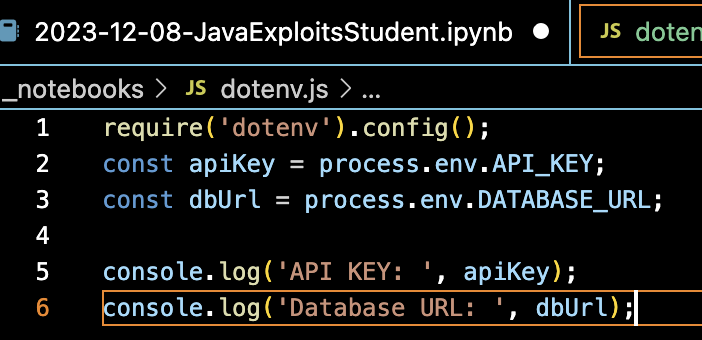 2023-12-08-JavaExploitsStudent.ipynb ● JS doten
_notebooks > JS dotenv.js > ...
1 require('dotenv').config();
2 const apiKey = process.env.API_KEY;
3 const dbUrl = process.env.DATABASE_URL;
4
5 console.log('API KEY: ', apiKey);
6 console.log('Database URL: ', dbUrl);